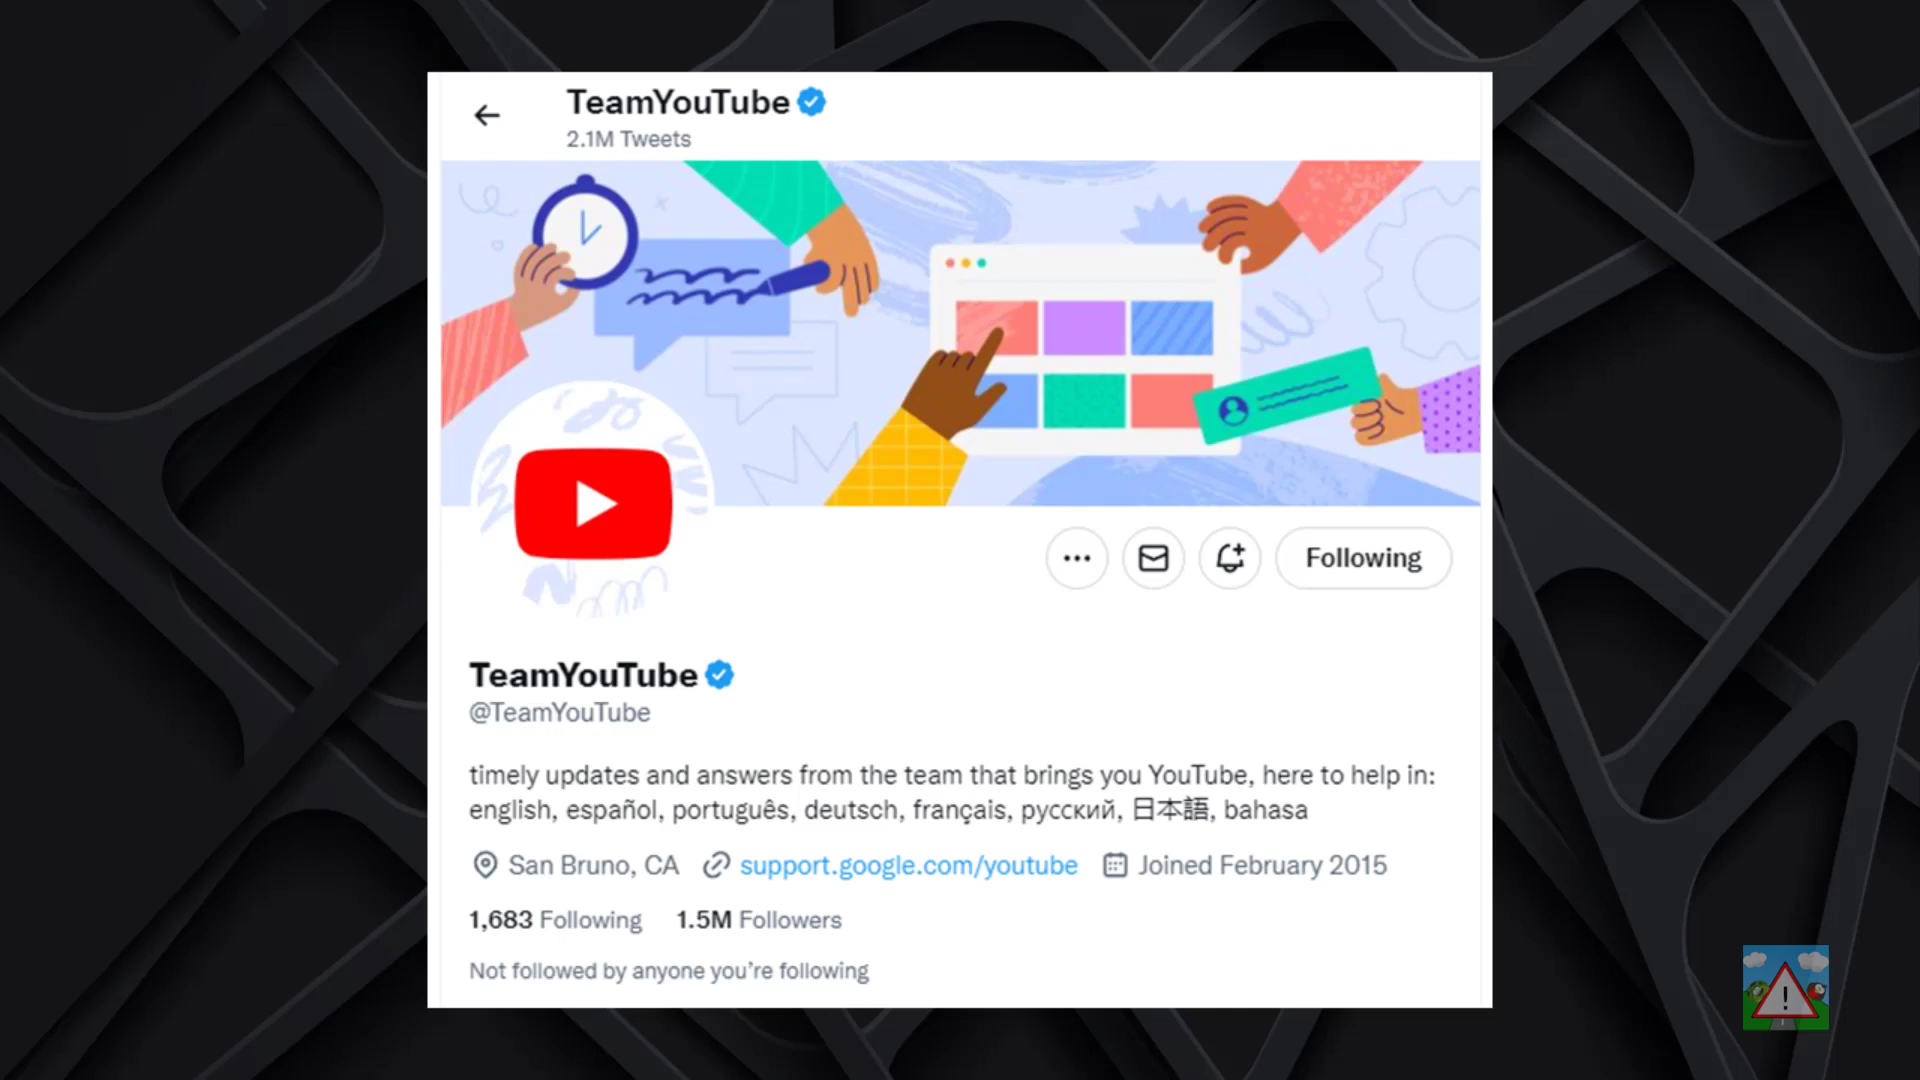 TeamYouTube
2.1M Tweets
Following
TeamYouTube
@TeamYouTube
timely updates and answers from the team that brings you YouTube, here to help in:
english, español, português, deutsch, français, русский, 日本語, bahasa
San Bruno, CA support.google.com/youtube Joined February 2015
1,683 Following 1.5M Followers
Not followed by anyone you’re following